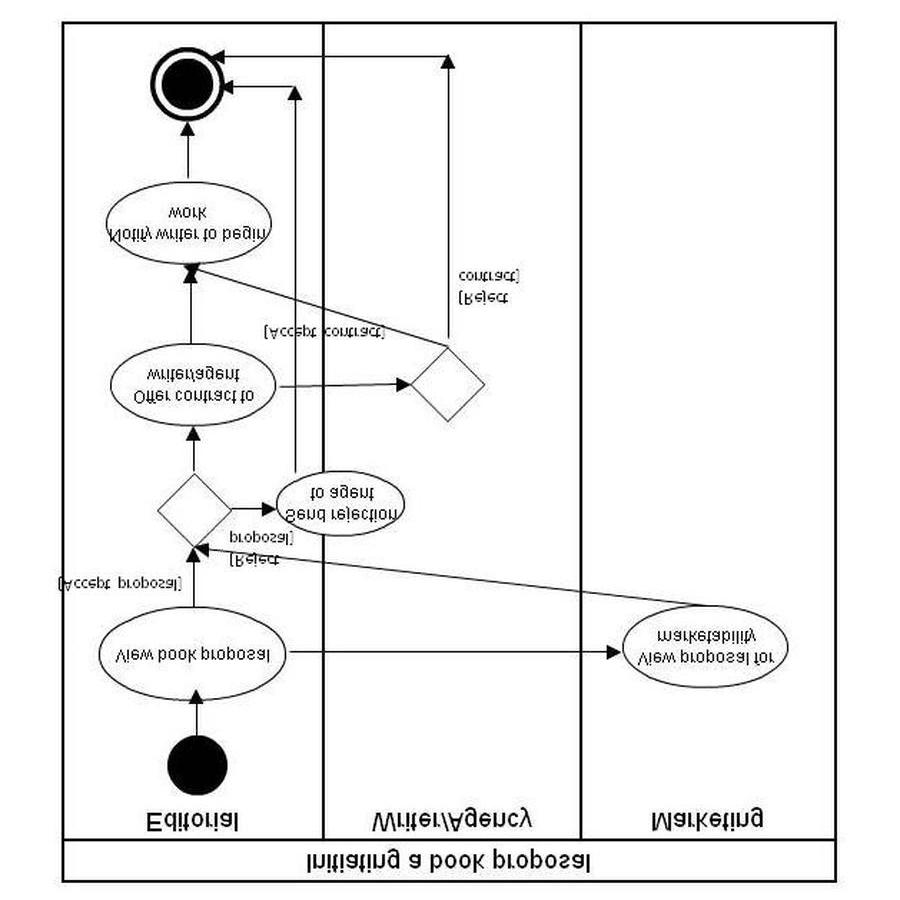 Initiating a book proposal
Editorial
Writer/Agency
Marketing
View book proposal
View proposal for
marketability
[Accept proposal]
[Reject
proposal]
Send rejection
to agent
Offer contract to
writer/agent
[Accept contract]
[Reject
contract]
Notify writer to begin
work